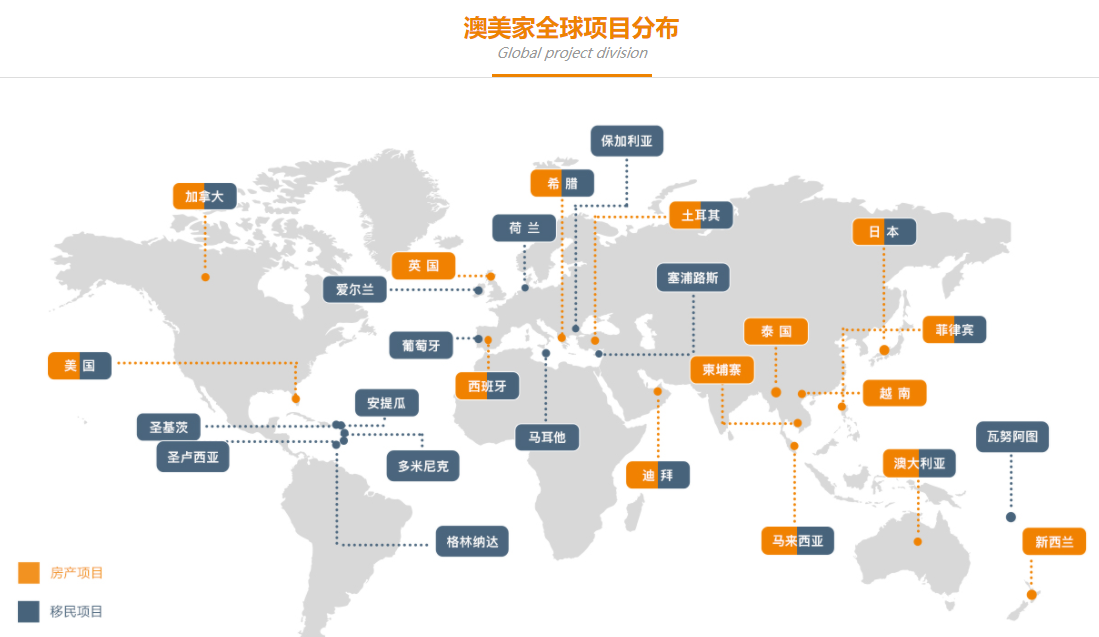 澳美家全球项目分布
Global project division
保加利亚
加拿大
希 腊
荷 兰
土耳其
日 本
英 国
爱尔兰
塞浦路斯
葡萄牙
泰 国
菲律宾
美 国
西班牙
柬埔寨
越 南
安提瓜
圣基茨
圣卢西亚
马耳他
瓦努阿图
多米尼克
迪 拜
澳大利亚
格林纳达
马来西亚
新西兰
房产项目
移民项目